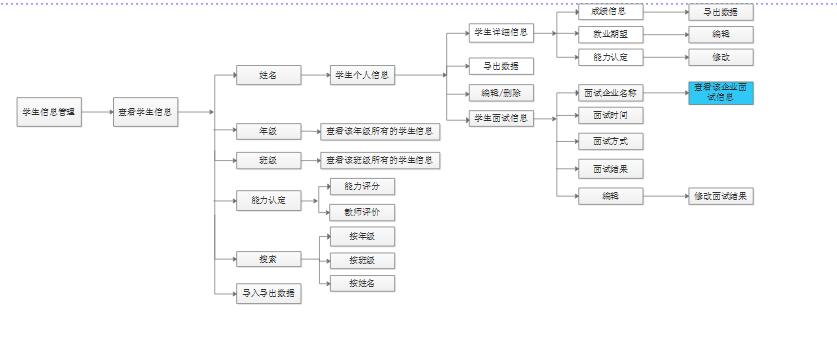 学生信息管理
查看学生信息
姓名
学生个人信息
学生详细信息
成绩信息
导出数据
就业期望
编辑
能力认定
修改
导出数据
编辑/删除
学生面试信息
面试企业名称
查看该企业面
试信息
面试时间
面试方式
面试结果
编辑
修改面试结果
年级
查看该年级所有的学生信息
班级
查看该班级所有的学生信息
能力认定
能力评分
教师评价
搜索
按年级
按班级
按姓名
导入导出数据